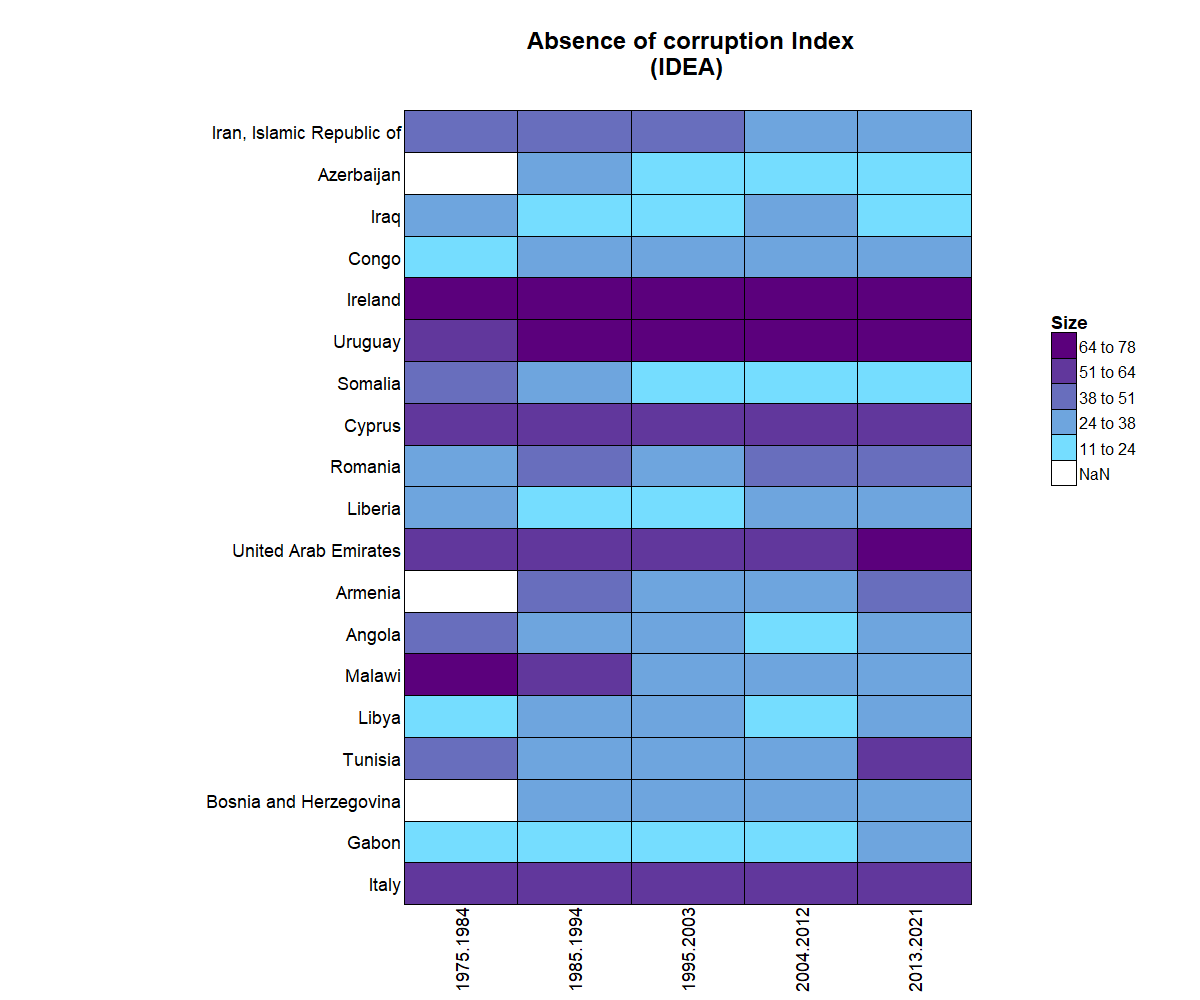 Absence of corruption Index
(IDEA)
Iran, Islamic Republic of
Azerbaijan
Iraq
Congo
Ireland
Uruguay
Somalia
Cyprus
Romania
Liberia
United Arab Emirates
Armenia
Angola
Malawi
Libya
Tunisia
Bosnia and Herzegovina
Gabon
Italy
1975.1984
1985.1994
1995.2003
2004.2012
2013.2021
Size
64 to 78
51 to 64
38 to 51
24 to 38
11 to 24
NaN